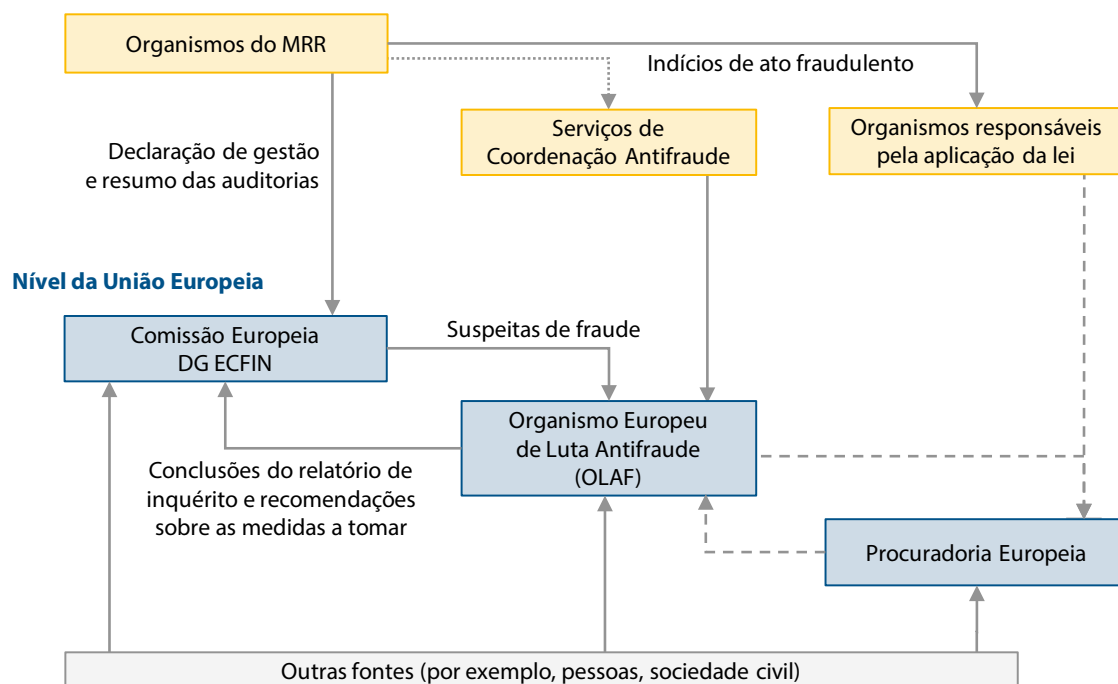 Organismos do MRR
Indícios de ato fraudulento
Serviços de
Coordenação Antifraude
Organismos responsáveis
pela aplicação da lei
Declaração de gestão
e resumo das auditorias
Nível da União Europeia
Comissão Europeia
DG ECFIN
Suspeitas de fraude
Organismo Europeu
de Luta Antifraude
(OLAF)
Conclusões do relatório de
inquérito e recomendações
sobre as medidas a tomar
Procuradoria Europeia
Outras fontes (por exemplo, pessoas, sociedade civil)